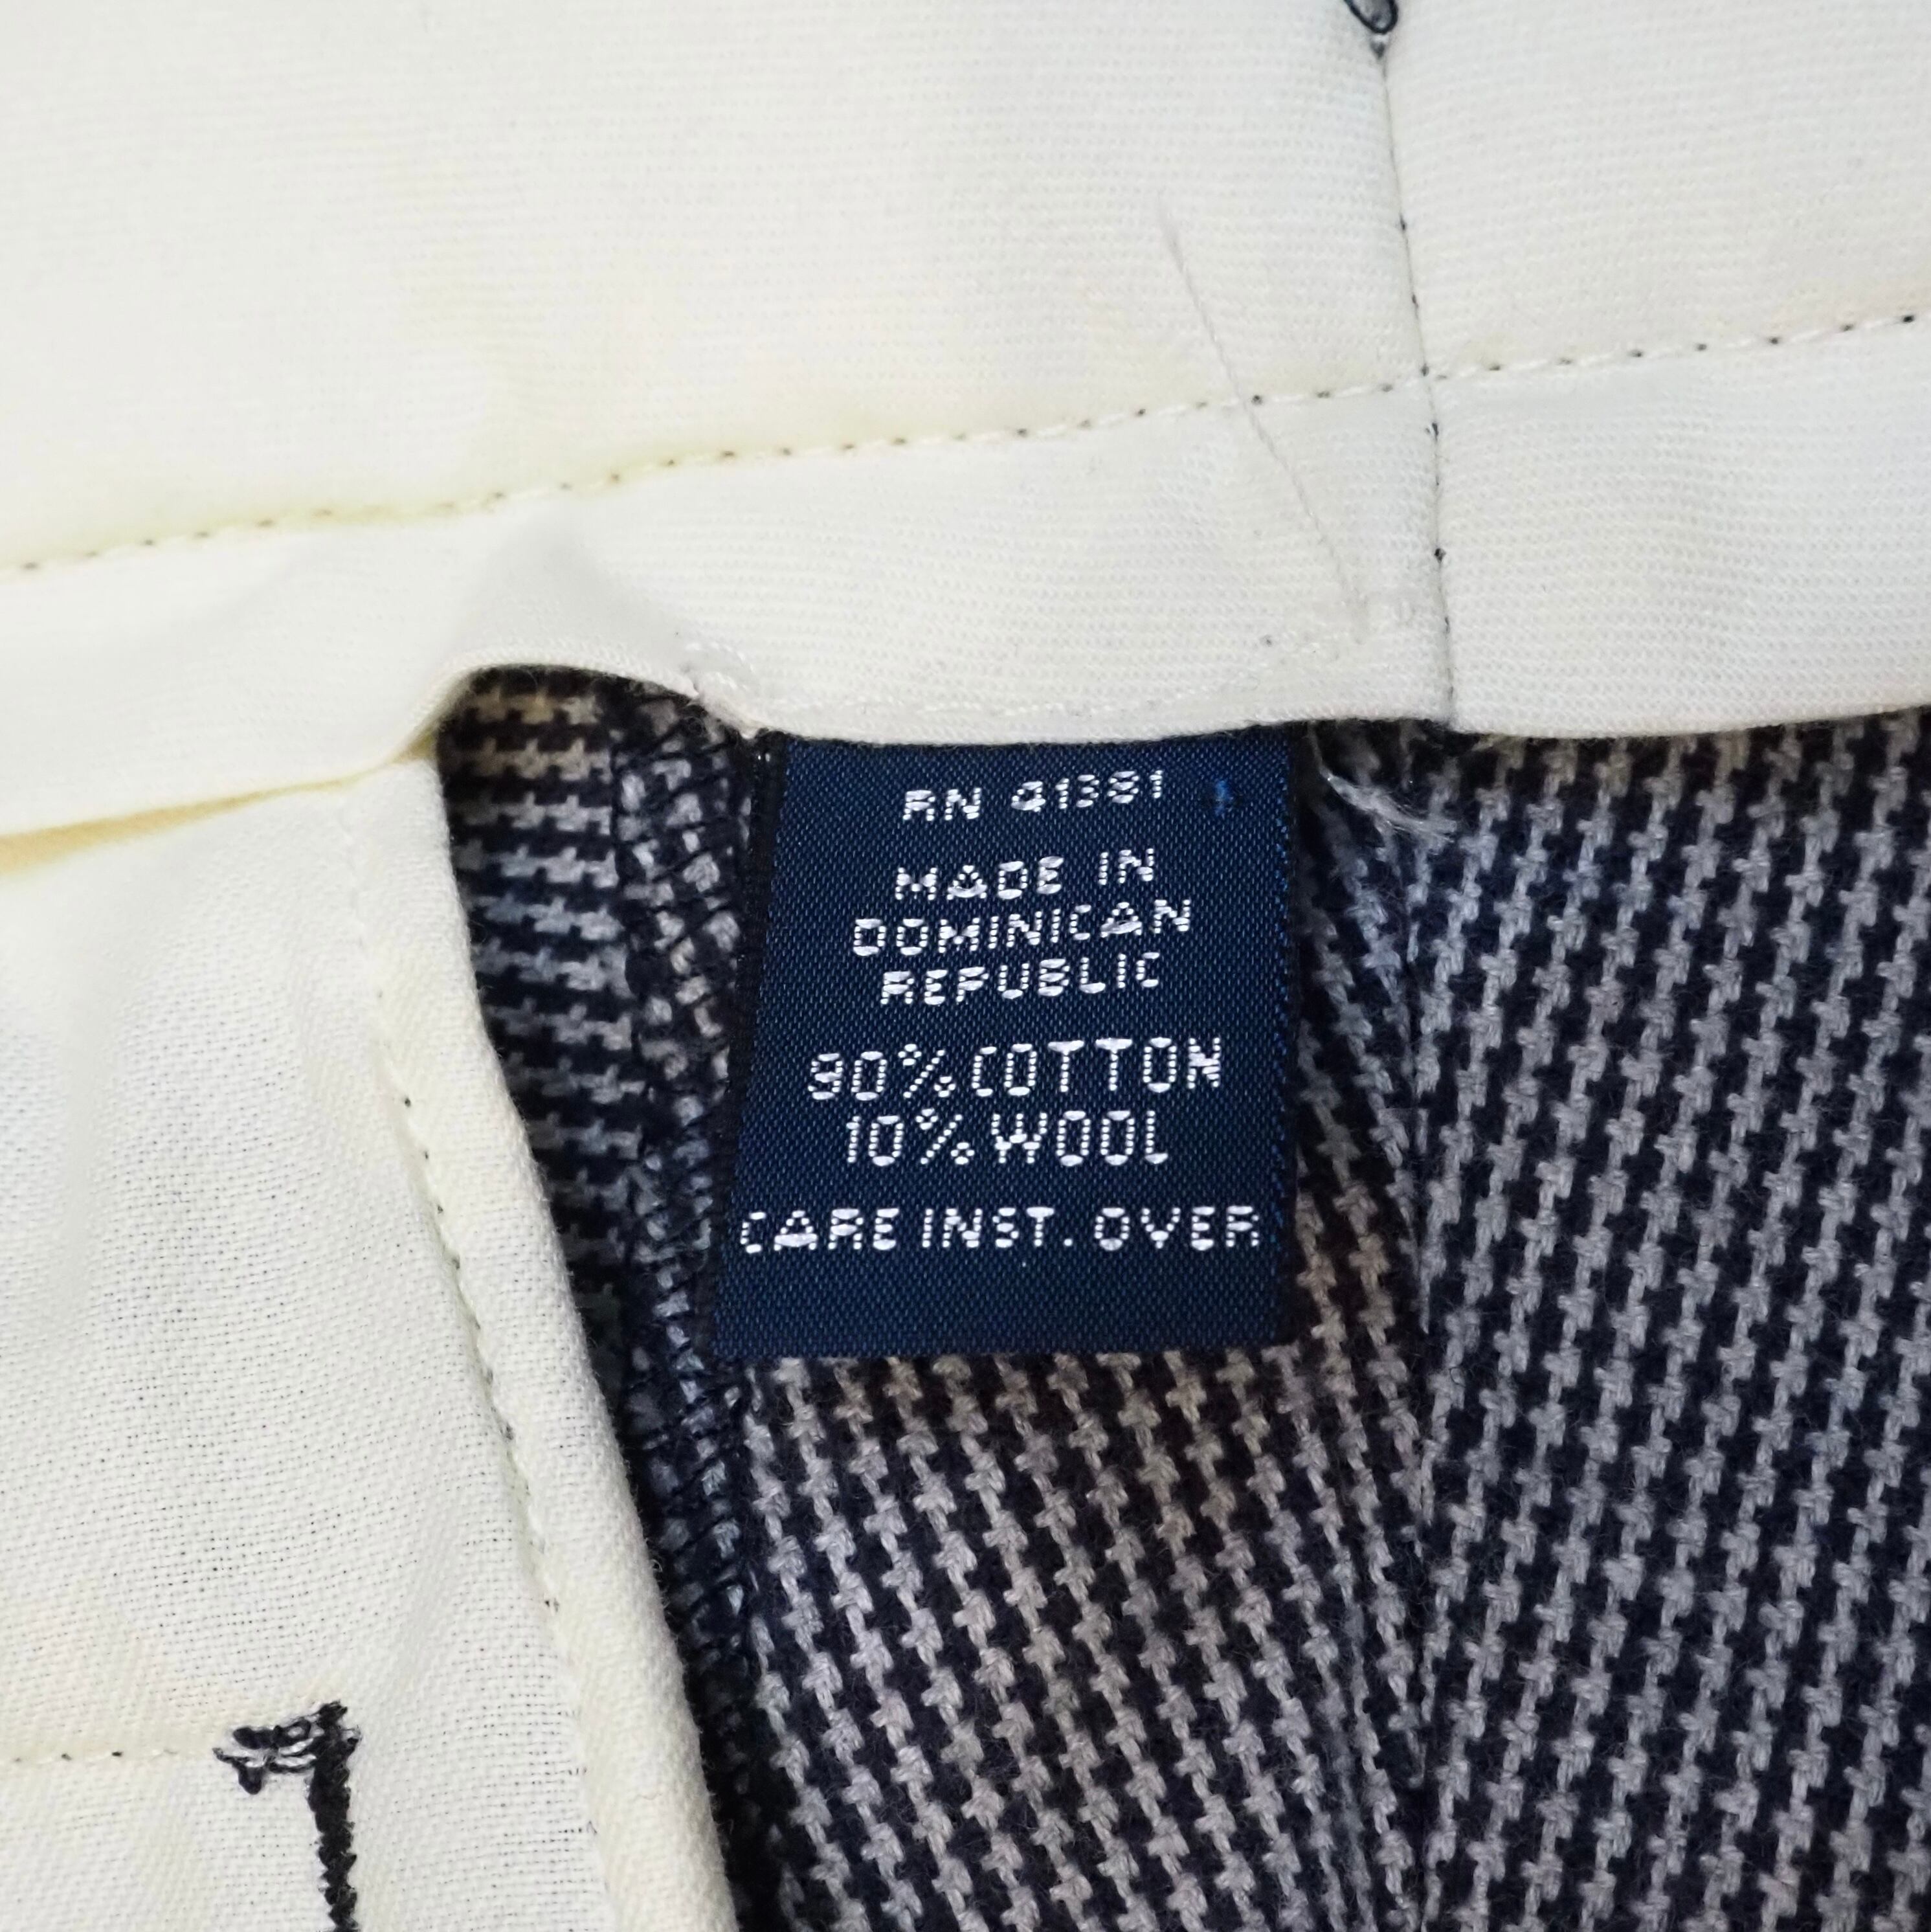 RN 41381
MADE IN
DOMINICAN
REPUBLIC
90% COTTON
10% WOOL
CARE INST. OVER